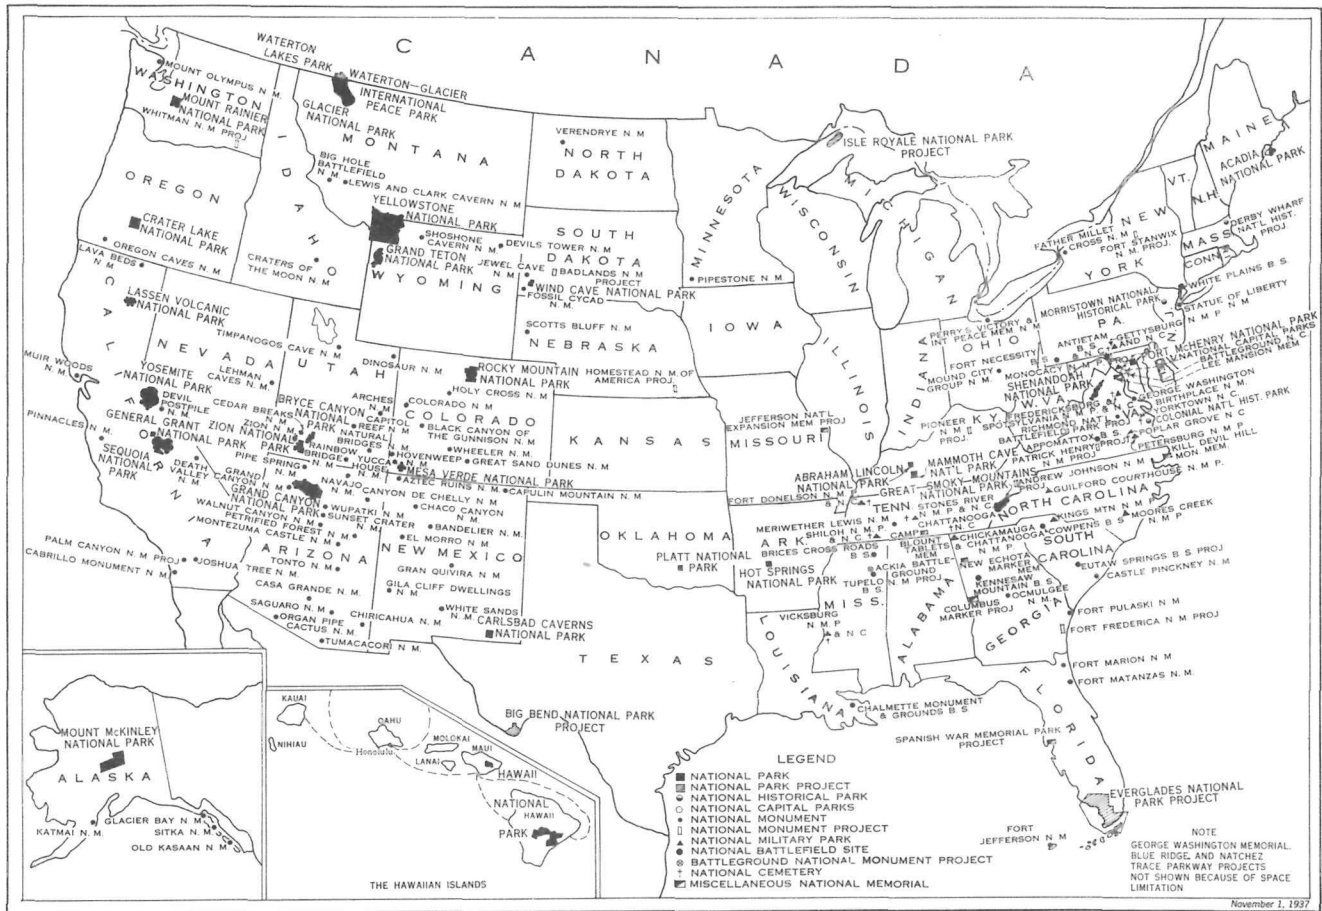 C A N A D A
WATERTON
LAKES PARK
WATERTON–GLACIER
INTERNATIONAL
PEACE PARK
GLACIER
NATIONAL PARK
MOUNT OLYMPUS N. M.
WASHINGTON
MOUNT RAINIER
NATIONAL PARK
WHITMAN N. M PROJ
MONTANA
BIG HOLE
BATTLEFIELD
N M
LEWIS AND CLARK CAVERN N M
IDAHO
OREGON
CRATER LAKE
NATIONAL PARK
OREGON CAVES N M
LAVA BEDS
N M
CRATERS OF
THE MOON N M
YELLOWSTONE
NATIONAL PARK
GRAND TETON
NATIONAL PARK
SHOSHONE
CAVERN N M
WYOMING
VERENDRYE N M
NORTH
DAKOTA
SOUTH
DAKOTA
DEVILS TOWER N. M
JEWEL CAVE
N M
BADLANDS N M
PROJECT
WIND CAVE NATIONAL PARK
FOSSIL CYCAD
N. M.
SCOTTS BLUFF N. M
NEBRASKA
HOMESTEAD N M. OF
AMERICA PROJ
MINNESOTA
PIPESTONE N M
WISCONSIN
MICHIGAN
ISLE ROYALE NATIONAL PARK
PROJECT
IOWA
ILLINOIS
INDIANA
OHIO
PERRY'S VICTORY &
INT PEACE MEM N M
FORT NECESSITY
B S
MOUND CITY
GROUP N M
MAINE
ACADIA
NATIONAL PARK
VT.
N.H.
NEW
YORK
MASS
CONN
FATHER MILLET
CROSS N M
FORT STANWIX
N M PROJ.
DERBY WHARF
NAT'L HIST.
PROJ.
WHITE PLAINS B. S.
STATUE OF LIBERTY
N M
MORRISTOWN NATIONAL
HISTORICAL PARK
PA.
ANTIETAM
B S & N C
GETTYSBURG N M P
AND N C
FORT McHENRY NATIONAL PARK
NATIONAL CAPITAL PARKS
BATTLEGROUND N C
LEE MANSION MEM
MONOCACY N M P
SHENANDOAH
NATIONAL PARK
W. VA.
GEORGE WASHINGTON
BIRTHPLACE N. M.
FREDERICKSBURG &
SPOTSYLVANIA N M P & N C
YORKTOWN N. C.
COLONIAL NAT'L HIST. PARK
RICHMOND NAT'L
BATTLEFIELD PARK PROJ
POPLAR GROVE N C
APPOMATTOX B. S
PETERSBURG N M P
PATRICK HENRY PROJ
KILL DEVIL HILL
MON. MEM.
PIONEER
N M
PROJ.
KY
MAMMOTH CAVE
NAT'L PARK
ABRAHAM LINCOLN
NATIONAL PARK
GREAT SMOKY MOUNTAINS
NATIONAL PARK
ANDREW JOHNSON N M
PROJ
GUILFORD COURTHOUSE N. M P.
NORTH CAROLINA
TENN.
FORT DONELSON N M P
& N C
STONES RIVER
N M P & N C
MERIWETHER LEWIS N M
SHILOH N. M P.
& N C
CHATTANOOGA
N C
CAMP
BLOUNT
TABLETS
MEM
CHICKAMAUGA
& CHATTANOOGA
N M P
KINGS MTN N M P
COWPENS B S
MOORES CREEK
N M P
SOUTH
CAROLINA
EUTAW SPRINGS B S PROJ
CASTLE PINCKNEY N M
BRICES CROSS ROADS
B S
ACKIA BATTLE-
GROUND
N M PROJ
TUPELO
B S.
NEW ECHOTA
MARKER
MEM
KENNESAW
MOUNTAIN B. S.
OCMULGEE
N M.
COLUMBUS
MARKER PROJ
ALABAMA
GEORGIA
FORT PULASKI N M
FORT FREDERICA N M PROJ
FORT MARION N M
FORT MATANZAS N. M.
FLORIDA
MISS.
VICKSBURG
N. M. P
& N C
LOUISIANA
CHALMETTE MONUMENT
& GROUNDS B. S
SPANISH WAR MEMORIAL PARK
PROJECT
EVERGLADES NATIONAL
PARK PROJECT
FORT
JEFFERSON N M
JEFFERSON NAT'L
EXPANSION MEM PROJ
MISSOURI
KANSAS
OKLAHOMA
ARK.
PLATT NATIONAL
PARK
HOT SPRINGS
NATIONAL PARK
TEXAS
BIG BEND NATIONAL PARK
PROJECT
CALIFORNIA
LASSEN VOLCANIC
NATIONAL PARK
MUIR WOODS
N M.
PINNACLES N M
YOSEMITE
NATIONAL PARK
DEVIL
POSTPILE
N. M.
GENERAL GRANT
NATIONAL PARK
SEQUOIA
NATIONAL
PARK
DEATH
VALLEY N M
PALM CANYON N. M PROJ
CABRILLO MONUMENT N M
JOSHUA
TREE N M.
NEVADA
LEHMAN
CAVES N M
UTAH
TIMPANOGOS CAVE N M
DINOSAUR N M
CEDAR BREAKS
N M
BRYCE CANYON
NATIONAL
PARK
ZION
N M
ZION NATIONAL
PARK
ARCHES
N M
CAPITOL
REEF N M
NATURAL
BRIDGES N M
RAINBOW
BRIDGE N M
HOVENWEEP
N M
YUCCA
HOUSE N M
PIPE SPRING
N M
COLORADO
ROCKY MOUNTAIN
NATIONAL PARK
HOLY CROSS N. M
COLORADO N M
BLACK CANYON OF
THE GUNNISON N. M
WHEELER N. M.
GREAT SAND DUNES N M
MESA VERDE NATIONAL PARK
AZTEC RUINS N. M
CAPULIN MOUNTAIN N. M
GRAND
CANYON N M
GRAND CANYON
NATIONAL PARK
NAVAJO
N. M.
CANYON DE CHELLY N M
CHACO CANYON
N M.
WUPATKI N M
SUNSET CRATER
N M
WALNUT CANYON N M
PETRIFIED FOREST N M
MONTEZUMA CASTLE N M
BANDELIER N. M
EL MORRO N M
NEW MEXICO
GRAN QUIVIRA N M
GILA CLIFF DWELLINGS
N M.
ARIZONA
TONTO N M
CASA GRANDE N. M
SAGUARO N M
ORGAN PIPE
CACTUS N. M.
CHIRICAHUA N M
TUMACACORI N M.
WHITE SANDS
N M.
CARLSBAD CAVERNS
NATIONAL PARK
MOUNT McKINLEY
NATIONAL PARK
ALASKA
KATMAI N. M.
GLACIER BAY N M
SITKA N M.
OLD KASAAN N M
KAUAI
NIHIAU
OAHU
Honolulu
MOLOKAI
LANAI
MAUI
HAWAII
NATIONAL
HAWAII
PARK
THE HAWAIIAN ISLANDS
LEGEND
NATIONAL PARK
NATIONAL PARK PROJECT
NATIONAL HISTORICAL PARK
NATIONAL CAPITAL PARKS
NATIONAL MONUMENT
NATIONAL MONUMENT PROJECT
NATIONAL MILITARY PARK
NATIONAL BATTLEFIELD SITE
BATTLEGROUND NATIONAL MONUMENT PROJECT
NATIONAL CEMETERY
MISCELLANEOUS NATIONAL MEMORIAL
NOTE
GEORGE WASHINGTON MEMORIAL.
BLUE RIDGE, AND NATCHEZ
TRACE PARKWAY PROJECTS
NOT SHOWN BECAUSE OF SPACE
LIMITATION
November 1, 1937